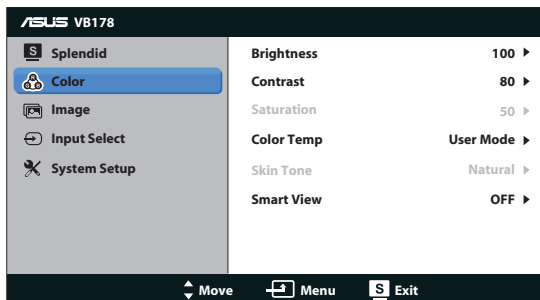 ASUS VB178
S Splendid
Color
Image
Input Select
System Setup
Brightness 100
Contrast 80
Saturation 50
Color Temp User Mode
Skin Tone Natural
Smart View OFF
Move Menu S Exit